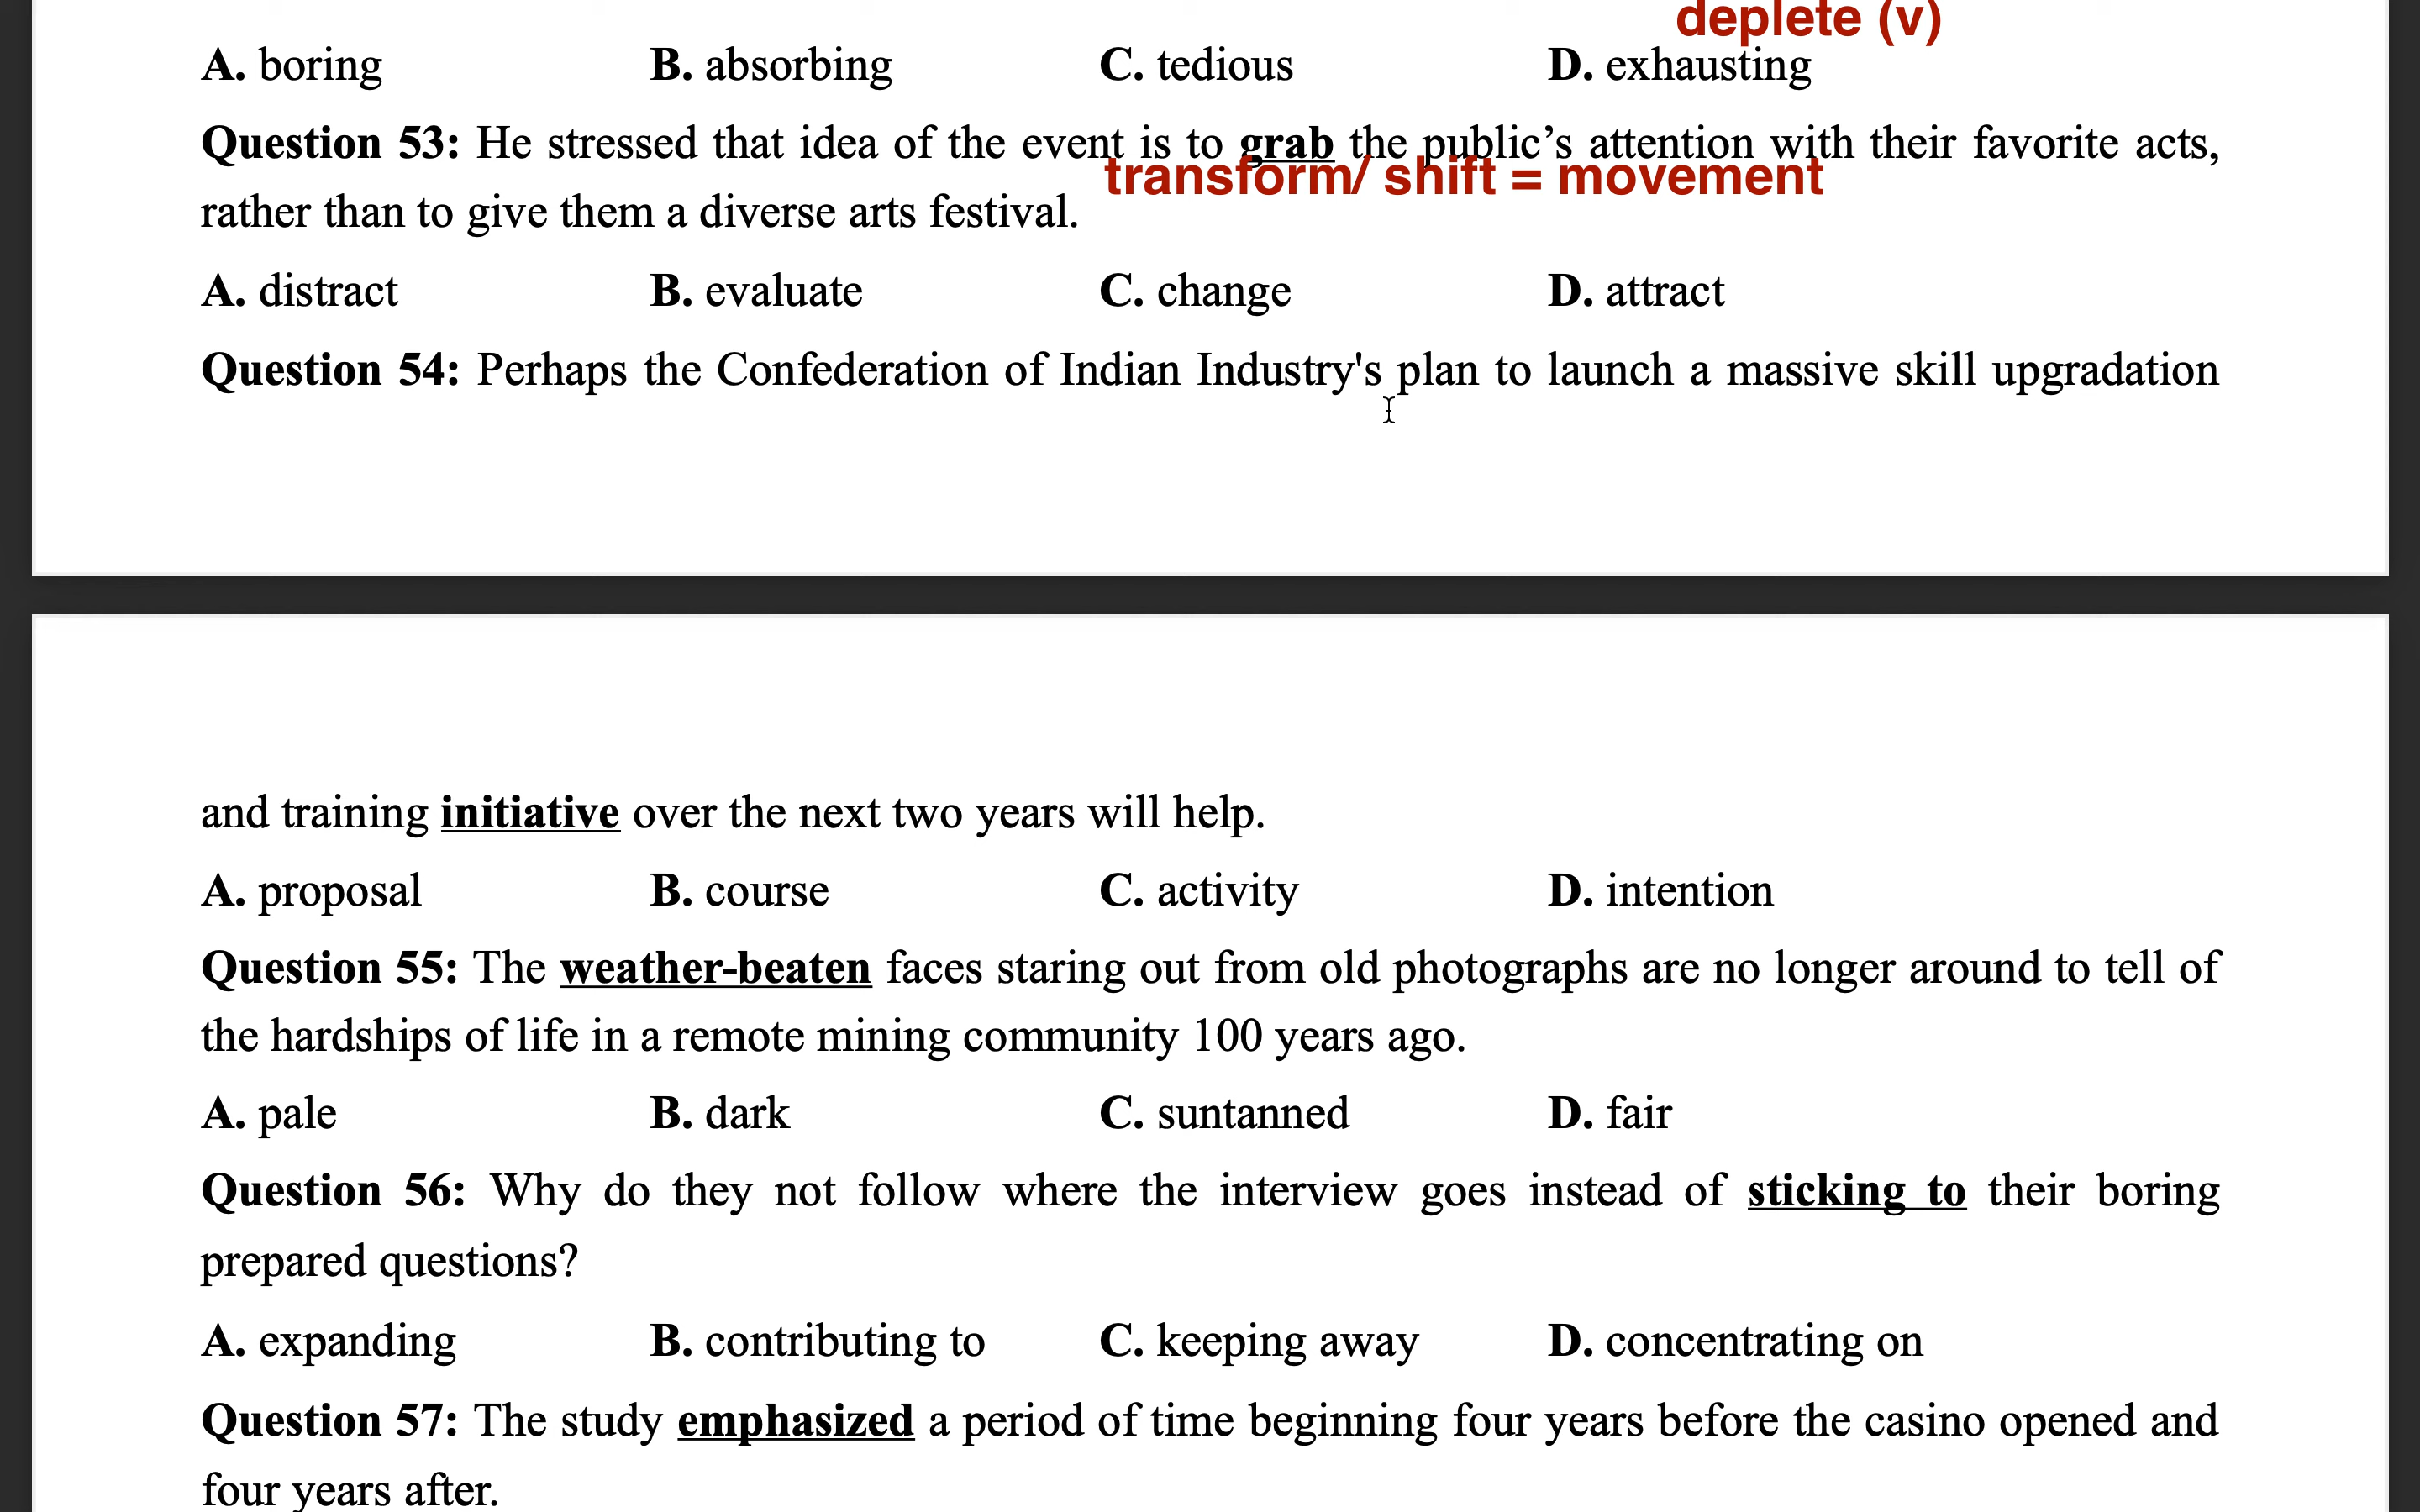 deplete (v)
A. boring B. absorbing C. tedious D. exhausting
Question 53: He stressed that idea of the event is to grab the public’s attention with their favorite acts,
transform/ shift = movement
rather than to give them a diverse arts festival.
A. distract B. evaluate C. change D. attract
Question 54: Perhaps the Confederation of Indian Industry's plan to launch a massive skill upgradation
and training initiative over the next two years will help.
A. proposal B. course C. activity D. intention
Question 55: The weather-beaten faces staring out from old photographs are no longer around to tell of
the hardships of life in a remote mining community 100 years ago.
A. pale B. dark C. suntanned D. fair
Question 56: Why do they not follow where the interview goes instead of sticking to their boring
prepared questions?
A. expanding B. contributing to C. keeping away D. concentrating on
Question 57: The study emphasized a period of time beginning four years before the casino opened and
four years after.